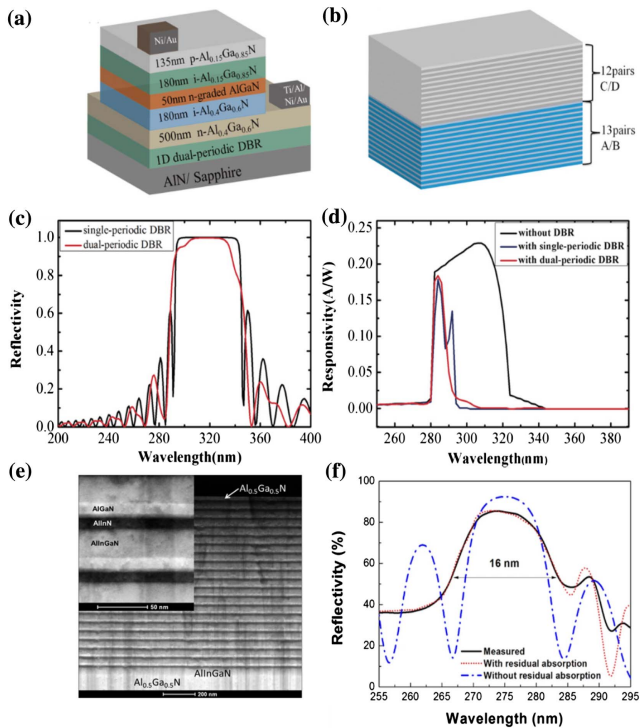 (a)
Ni/Au
135nm p-Al0.15Ga0.85N
180nm i-Al0.15Ga0.85N
50nm n-graded AlGaN
180nm i-Al0.4Ga0.6N
500nm n-Al0.4Ga0.6N
1D dual-periodic DBR
AlN/ Sapphire
Ti/Al/
Ni/Au
(b)
12pairs
C/D
13pairs
A/B
(c)
single-periodic DBR
dual-periodic DBR
Reflectivity
1.0
0.8
0.6
0.4
0.2
0.0
200 240 280 320 360 400
Wavelength(nm)
(d)
without DBR
with single-periodic DBR
with dual-periodic DBR
Responsivity(A/W)
0.25
0.20
0.15
0.10
0.05
0.00
260 280 300 320 340 360 380
Wavelength(nm)
(e)
Al0.5Ga0.5N
AlGaN
AlInN
AlInGaN
50 nm
AlInGaN
Al0.5Ga0.5N
200 nm
(f)
Reflectivity (%)
100
90
80
70
60
50
40
30
20
10
0
16 nm
Measured
With residual absorption
Without residual absorption
255 260 265 270 275 280 285 290 295
Wavelength (nm)